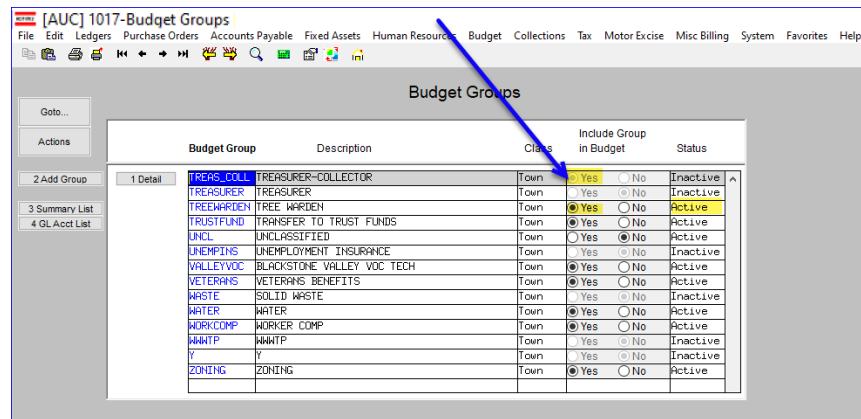 [AUC] 1017-Budget Groups
File Edit Ledgers Purchase Orders Accounts Payable Fixed Assets Human Resources Budget Collections Tax Motor Excise Misc Billing System Favorites Help
Budget Groups
Goto...
Actions
Budget Group Description Class Include Group in Budget Status
2 Add Group
3 Summary List
4 GL Acct List
1 Detail TREAS_COLL TREASURER-COLLECTOR Town Yes No Inactive
TREASURER TREASURER Town Yes No Inactive
TREEWARDEN TREE WARDEN Town Yes No Active
TRUSTFUND TRANSFER TO TRUST FUNDS Town Yes No Active
UNCL UNCLASSIFIED Town Yes No Active
UNEMPINS UNEMPLOYMENT INSURANCE Town Yes No Inactive
VALLEYVOC BLACKSTONE VALLEY VOC TECH Town Yes No Active
VETERANS VETERANS BENEFITS Town Yes No Active
WASTE SOLID WASTE Town Yes No Inactive
WATER WATER Town Yes No Active
WORKCOMP WORKER COMP Town Yes No Active
WWWTP WWWTP Town Yes No Inactive
Y Y Town Yes No Inactive
ZONING ZONING Town Yes No Active